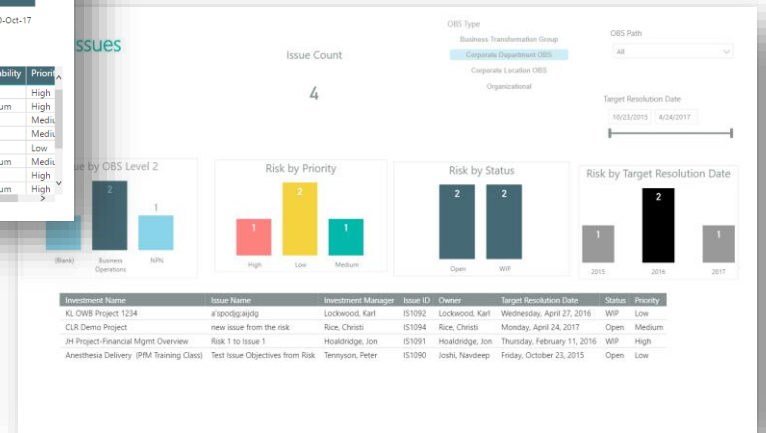 0-Oct-17
ability Priorit
High
um High
Mediu
Mediu
Low
um Mediu
High
um High
ssues
Issue Count
4
OBS Type
Business Transformation Group
Corporate Department OBS
Corporate Location OBS
Organizational
OBS Path
All
Target Resolution Date
10/23/2015 4/24/2017
ue by OBS Level 2
2
1
(Blank) Business Operations NPN
Risk by Priority
1 2 1
High Low Medium
Risk by Status
2 2
Open WIP
Risk by Target Resolution Date
1 2 1
2015 2016 2017
Investment Name Issue Name Investment Manager Issue ID Owner Target Resolution Date Status Priority
KL OWB Project 1234 a'spodjg;aijdg Lockwood, Karl IS1092 Lockwood, Karl Wednesday, April 27, 2016 WIP Low
CLR Demo Project new issue from the risk Rice, Christi IS1094 Rice, Christi Monday, April 24, 2017 Open Medium
JH Project-Financial Mgmt Overview Risk 1 to Issue 1 Hoaldridge, Jon IS1091 Hoaldridge, Jon Thursday, February 11, 2016 WIP High
Anesthesia Delivery (PfM Training Class) Test Issue Objectives from Risk Tennyson, Peter IS1090 Joshi, Navdeep Friday, October 23, 2015 Open Low